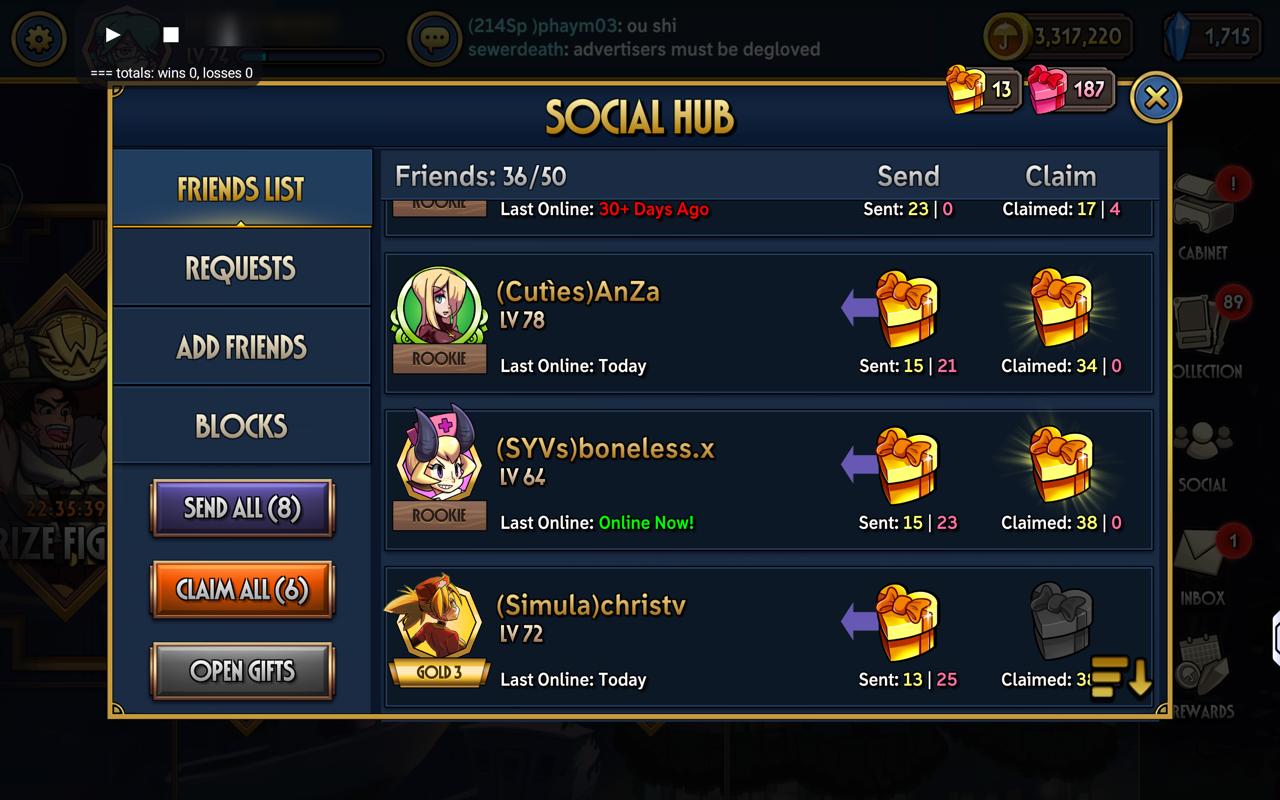 (214Sp )phaym03: ou shi
3,317,220
1,715
LV 74
sewerdeath: advertisers must be degloved
=== totals: wins 0, losses 0
13
187
SOCIAL HUB
FRIENDS LIST
Friends: 36/50
Send
Claim
!
ROOKIE
Last Online: 30+ Days Ago
Sent: 23 | 0
Claimed: 17 | 4
REQUESTS
CABINET
(Cutìes)AnZa
LV 78
89
ADD FRIENDS
ROOKIE
Last Online: Today
Sent: 15 | 21
Claimed: 34 | 0
OLLECTION
BLOCKS
(SYVs)boneless.x
LV 64
SOCIAL
22:35:39
SEND ALL (8)
ROOKIE
Last Online: Online Now!
Sent: 15 | 23
Claimed: 38 | 0
RIZE FIG
1
CLAIM ALL (6)
INBOX
(Simula)christv
LV 72
OPEN GIFTS
GOLD 3
Last Online: Today
Sent: 13 | 25
Claimed: 38
REWARDS